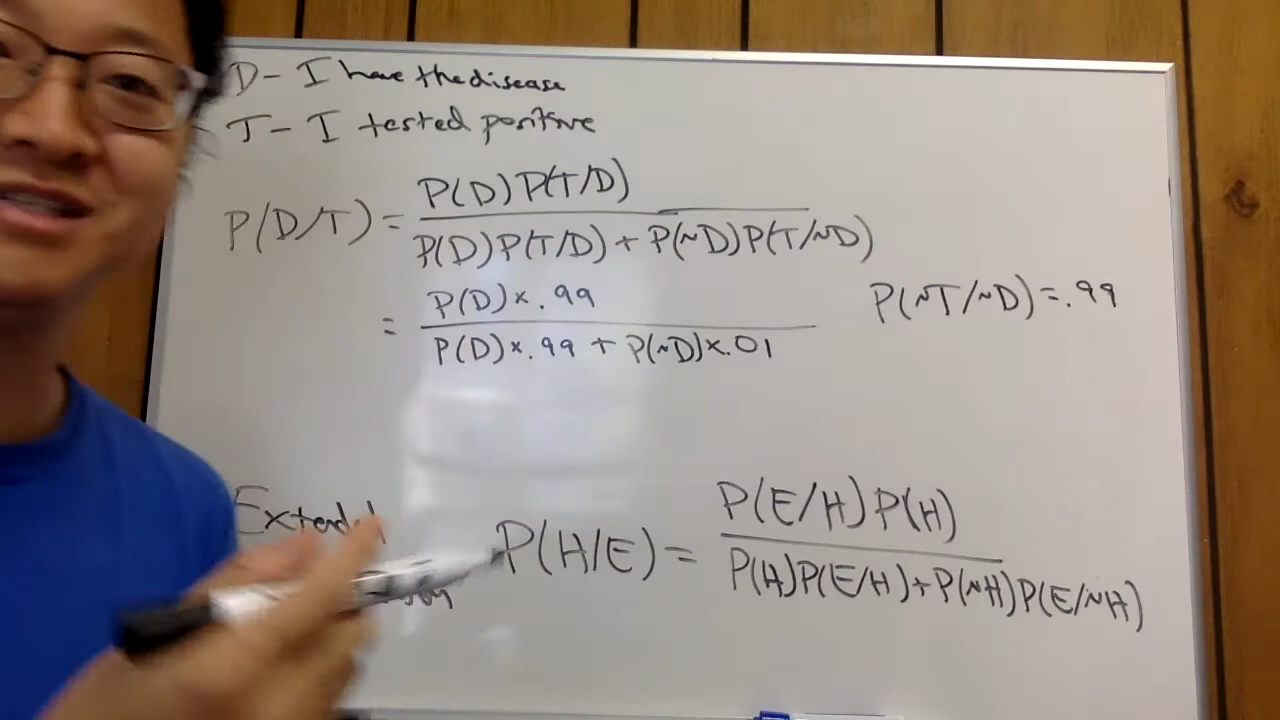 D - I have the disease
T - I tested positive
P(D/T) = P(D)P(T/D)
P(D)P(T/D) + P(~D)P(T/~D)
= P(D)×.99
P(D)×.99 + P(~D)×.01
P(~T/~D)=.99
P(H/E) = P(E/H)P(H)
P(H)P(E/H)+P(~H)P(E/~H)